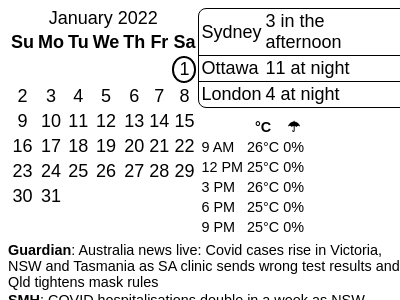 January 2022
Su Mo Tu We Th Fr Sa
1
2 3 4 5 6 7 8
9 10 11 12 13 14 15
16 17 18 19 20 21 22
23 24 25 26 27 28 29
30 31
Sydney 3 in the
afternoon
Ottawa 11 at night
London 4 at night
°C ☂
9 AM 26°C 0%
12 PM 25°C 0%
3 PM 26°C 0%
6 PM 25°C 0%
9 PM 25°C 0%
Guardian: Australia news live: Covid cases rise in Victoria,
NSW and Tasmania as SA clinic sends wrong test results and
Qld tightens mask rules
SMH: COVID hospitalisations double in a week as NSW